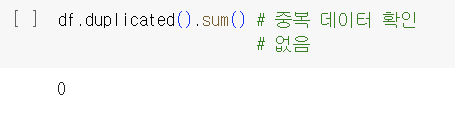 [ ] df.duplicated().sum() # 중복 데이터 확인
# 없음
0